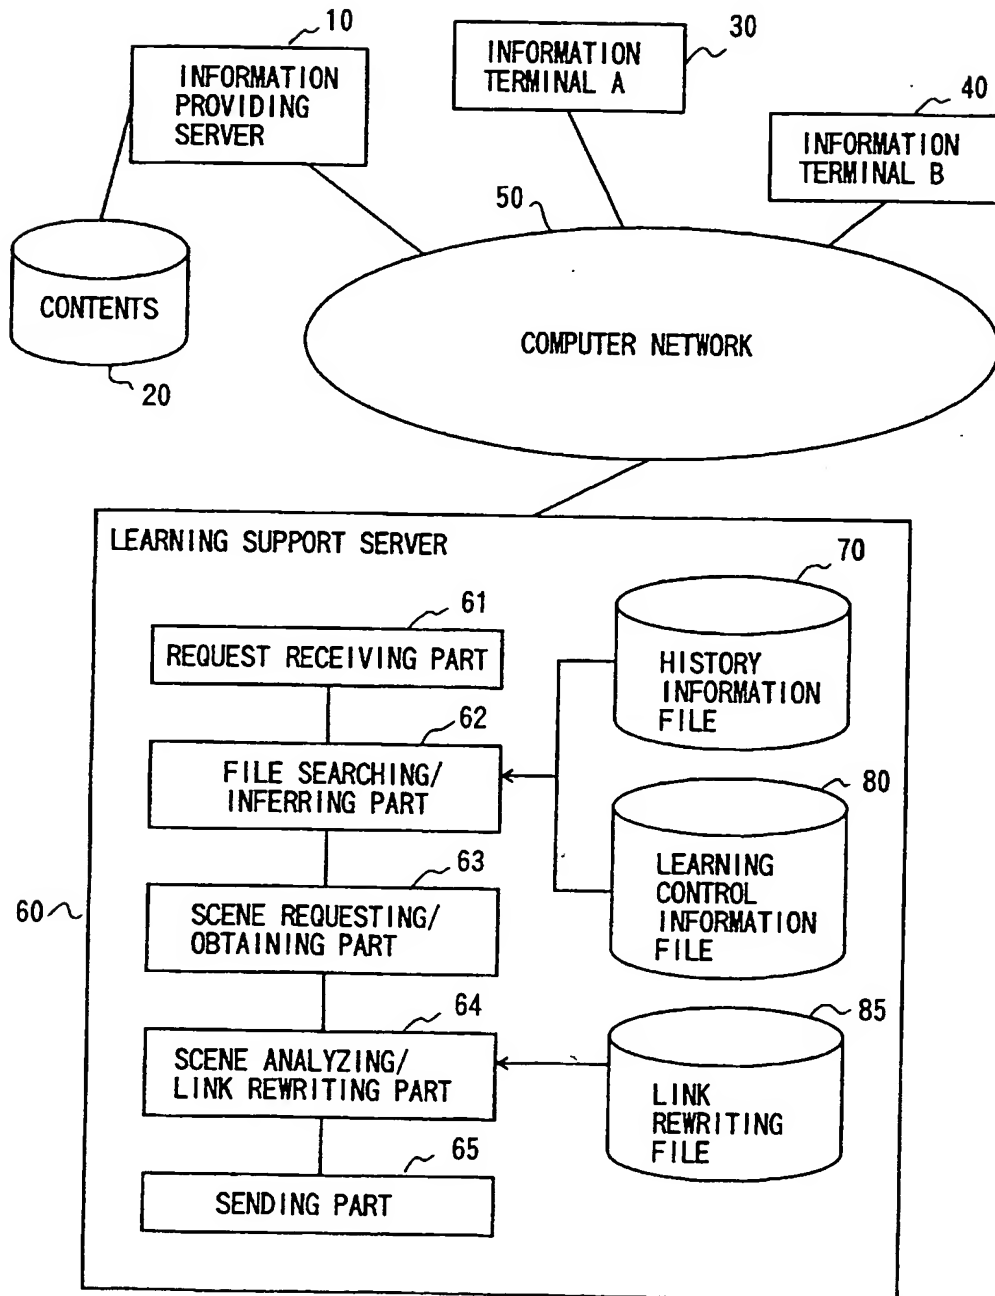 10
INFORMATION
PROVIDING
SERVER
30
INFORMATION
TERMINAL A
40
INFORMATION
TERMINAL B
50
COMPUTER NETWORK
CONTENTS
20
LEARNING SUPPORT SERVER
60
61
REQUEST RECEIVING PART
62
FILE SEARCHING/
INFERRING PART
63
SCENE REQUESTING/
OBTAINING PART
64
SCENE ANALYZING/
LINK REWRITING PART
65
SENDING PART
70
HISTORY
INFORMATION
FILE
80
LEARNING
CONTROL
INFORMATION
FILE
85
LINK
REWRITING
FILE